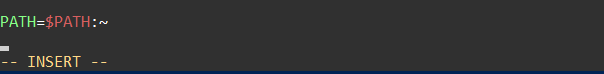 PATH=$PATH:~
-- INSERT --